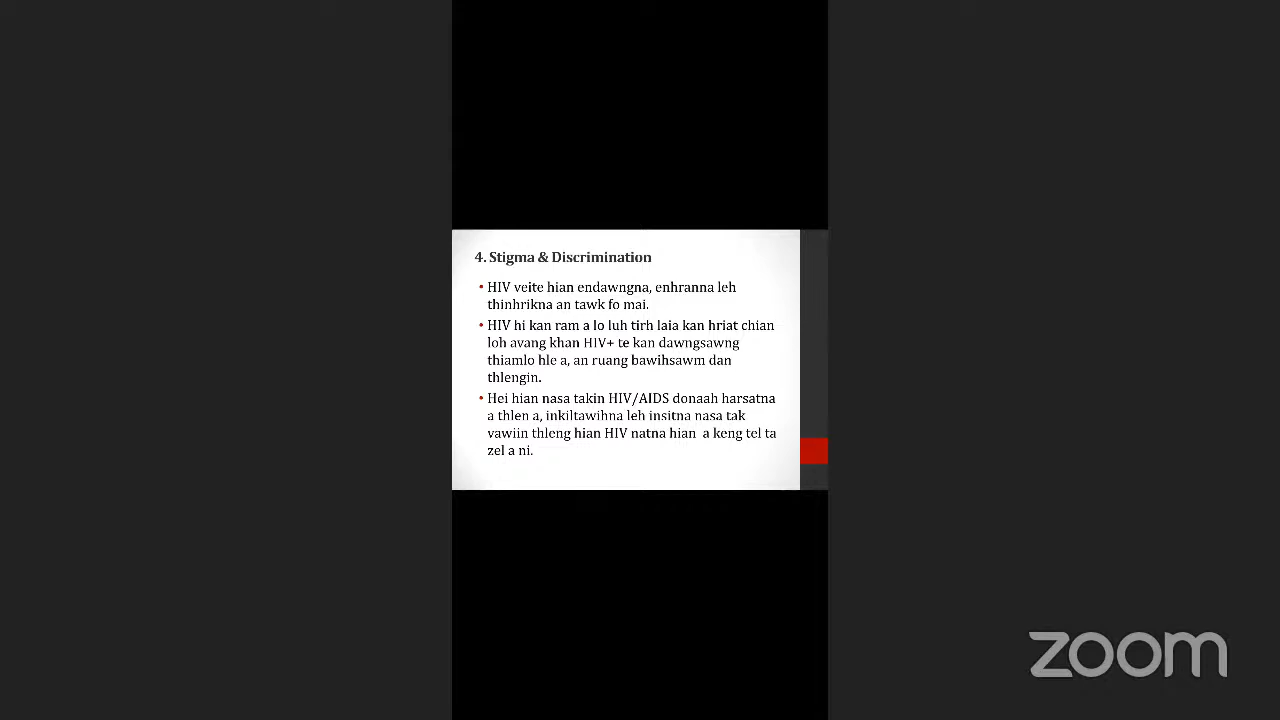 4. Stigma & Discrimination
• HIV veite hian endawngna, enhranna leh
thinhrikna an tawk fo mai.
• HIV hi kan ram a lo luh tirh laia kan hriat chian
loh avang khan HIV+ te kan dawngsawng
thiamlo hle a, an ruang bawihsawm dan
thlengin.
• Hei hian nasa takin HIV/AIDS donaah harsatna
a thlen a, inkiltawihna leh insitna nasa tak
vawiin thleng hian HIV natna hian a keng tel ta
zel a ni.
zoom